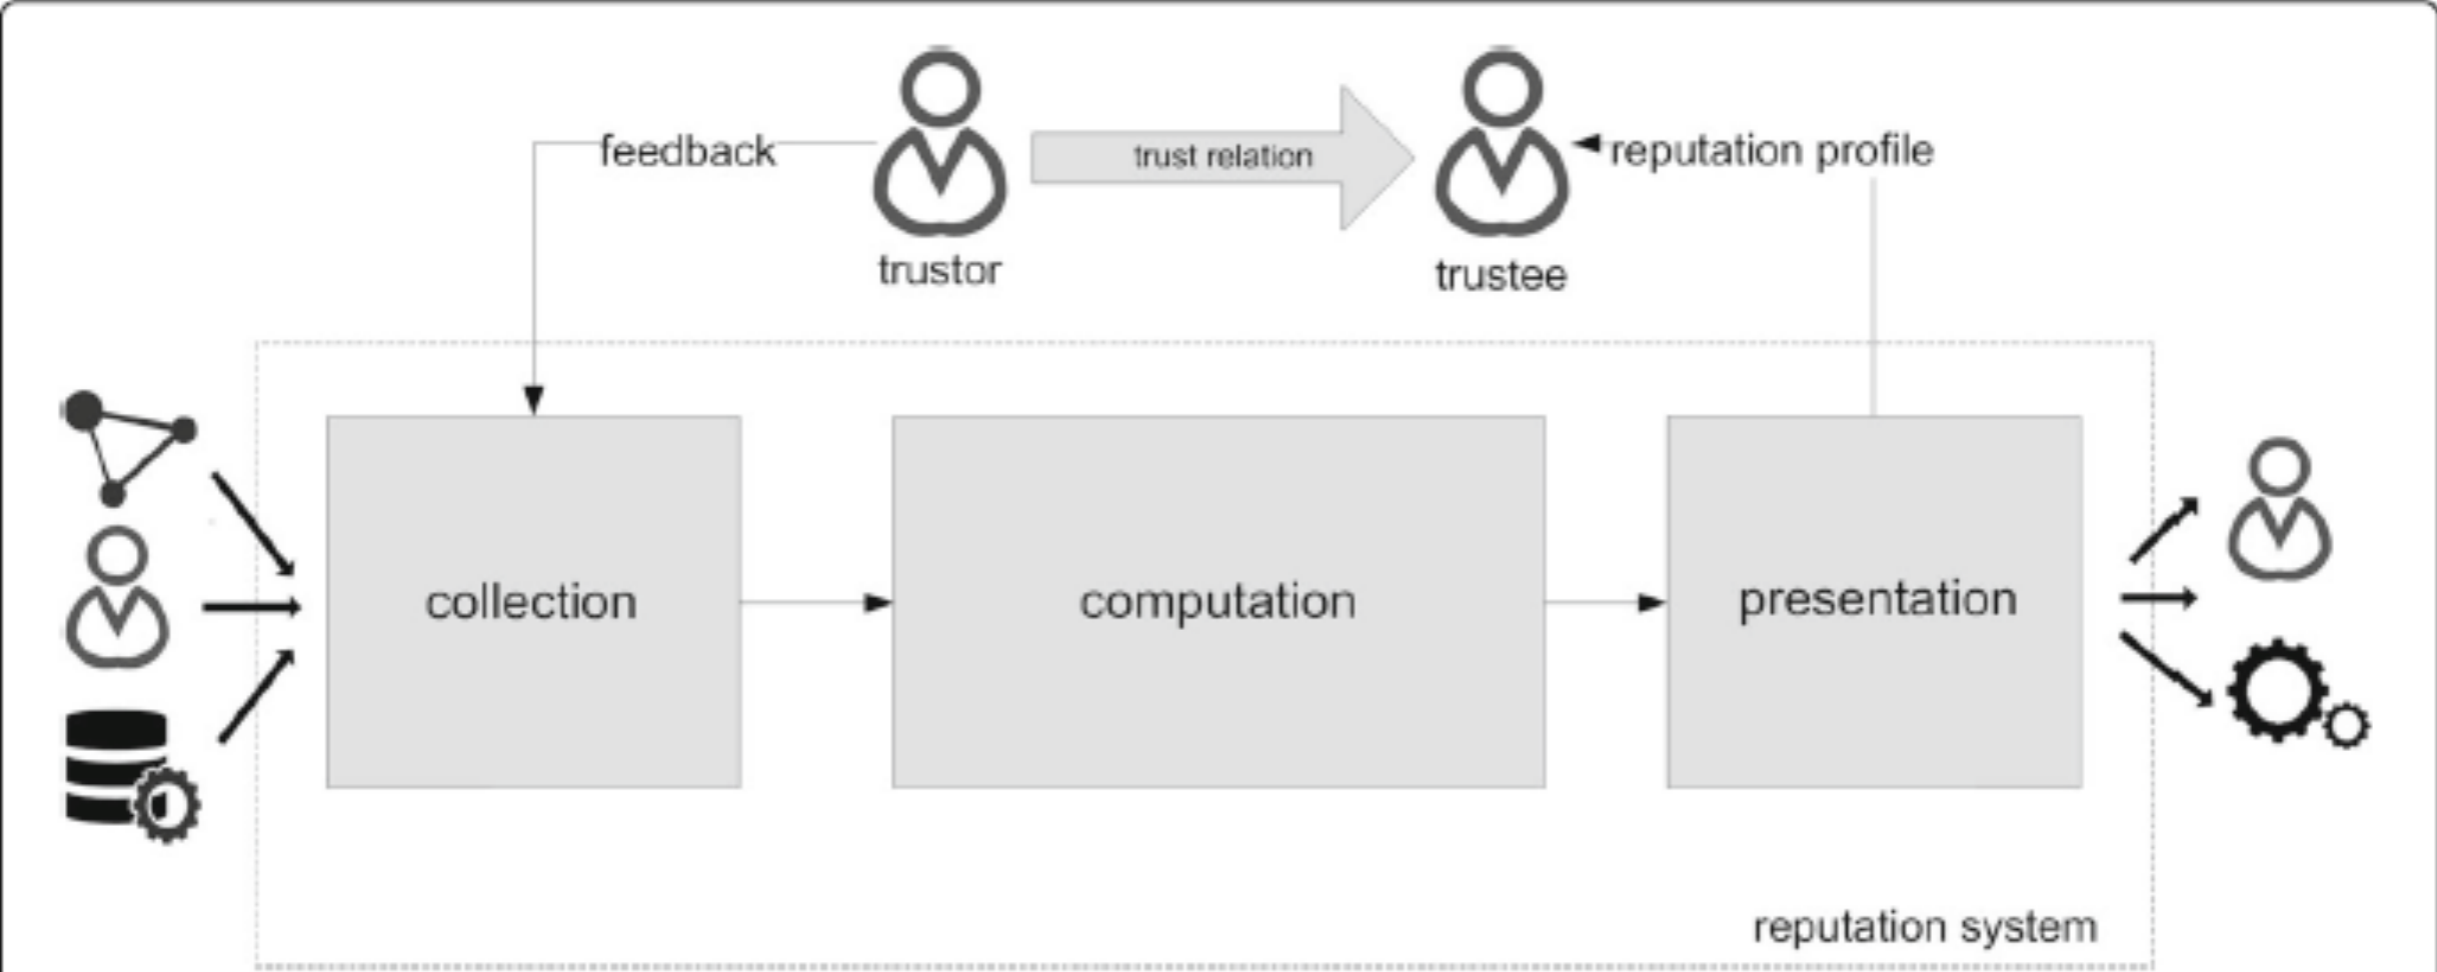 feedback
trust relation
reputation profile
trustor
trustee
collection
computation
presentation
reputation system